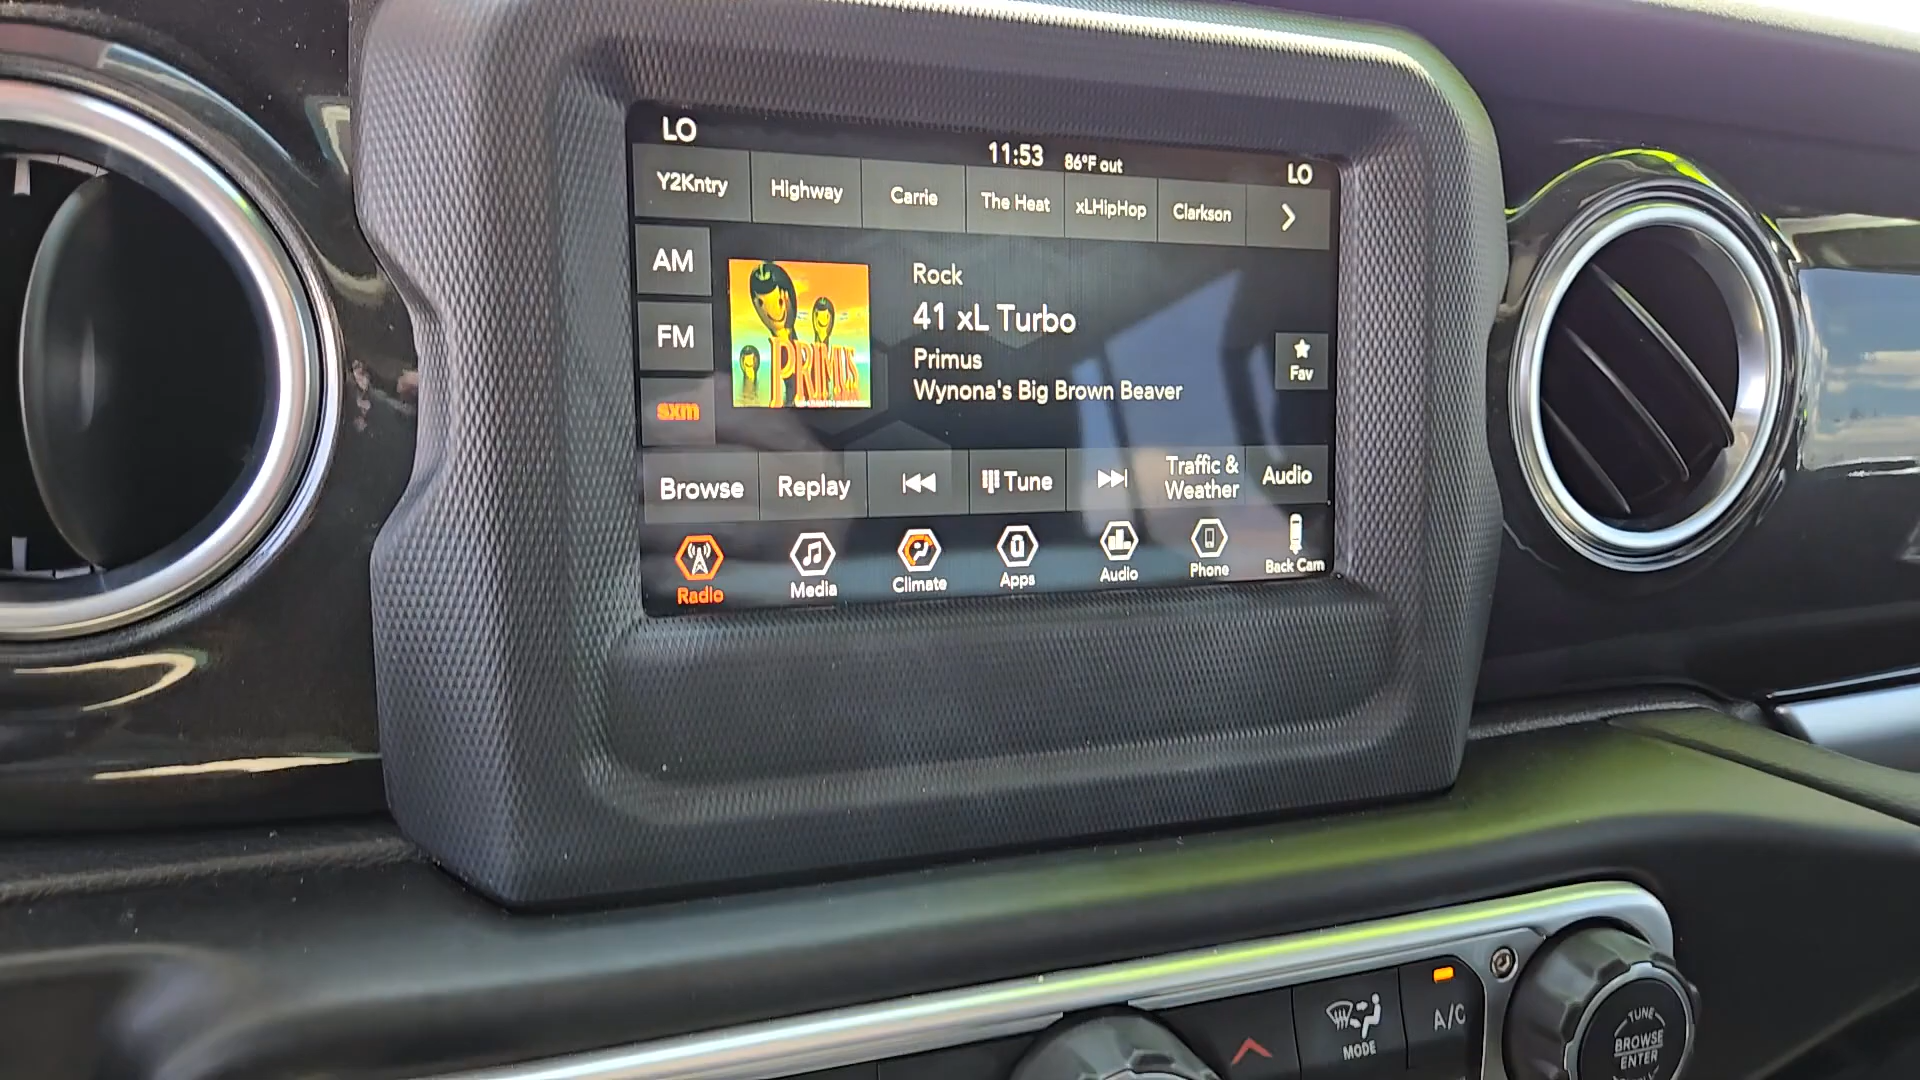 LO
11:53 86°F out
LO
Y2Kntry
Highway
Carrie
The Heat
xLHipHop
Clarkson
AM
FM
sxm
PRIMUS
Rock
41 xL Turbo
Primus
Wynona's Big Brown Beaver
Fav
Browse
Replay
Tune
Traffic &
Weather
Audio
Radio
Media
Climate
Apps
Audio
Phone
Back Cam
MODE
A/C
TUNE
BROWSE
ENTER